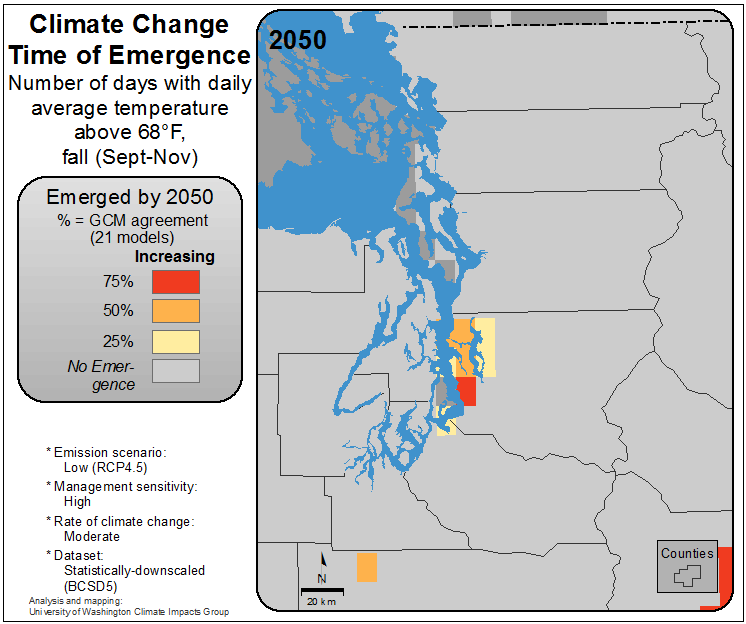 Climate Change
Time of Emergence
Number of days with daily
average temperature
above 68°F,
fall (Sept-Nov)
Emerged by 2050
% = GCM agreement
(21 models)
Increasing
75%
50%
25%
No Emer-
gence
* Emission scenario:
Low (RCP4.5)
* Management sensitivity:
High
* Rate of climate change:
Moderate
* Dataset:
Statistically-downscaled
(BCSD5)
Analysis and mapping:
University of Washington Climate Impacts Group
2050
N
20 km
Counties